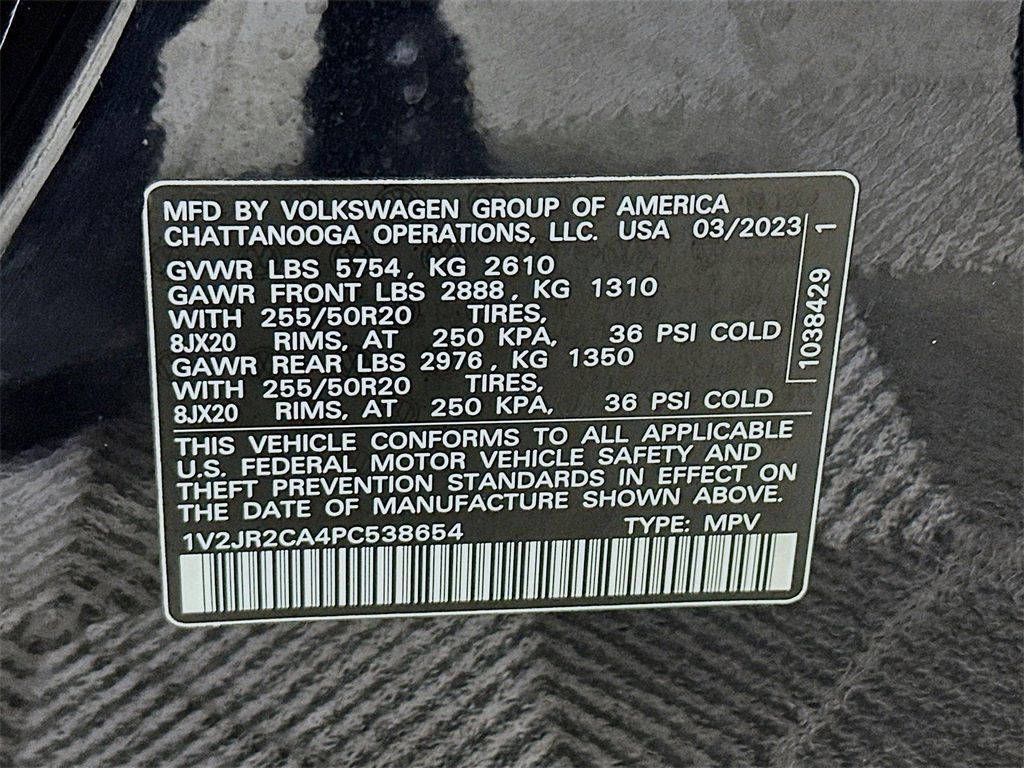 MFD BY VOLKSWAGEN GROUP OF AMERICA
CHATTANOOGA OPERATIONS, LLC. USA 03/2023
GVWR LBS 5754, KG 2610
GAWR FRONT LBS 2888, KG 1310
WITH 255/50R20 TIRES,
8JX20 RIMS, AT 250 KPA, 36 PSI COLD
GAWR REAR LBS 2976, KG 1350
WITH 255/50R20 TIRES,
8JX20 RIMS, AT 250 KPA, 36 PSI COLD
1038429 1
THIS VEHICLE CONFORMS TO ALL APPLICABLE
U.S. FEDERAL MOTOR VEHICLE SAFETY AND
THEFT PREVENTION STANDARDS IN EFFECT ON
THE DATE OF MANUFACTURE SHOWN ABOVE.
1V2JR2CA4PC538654 TYPE: MPV